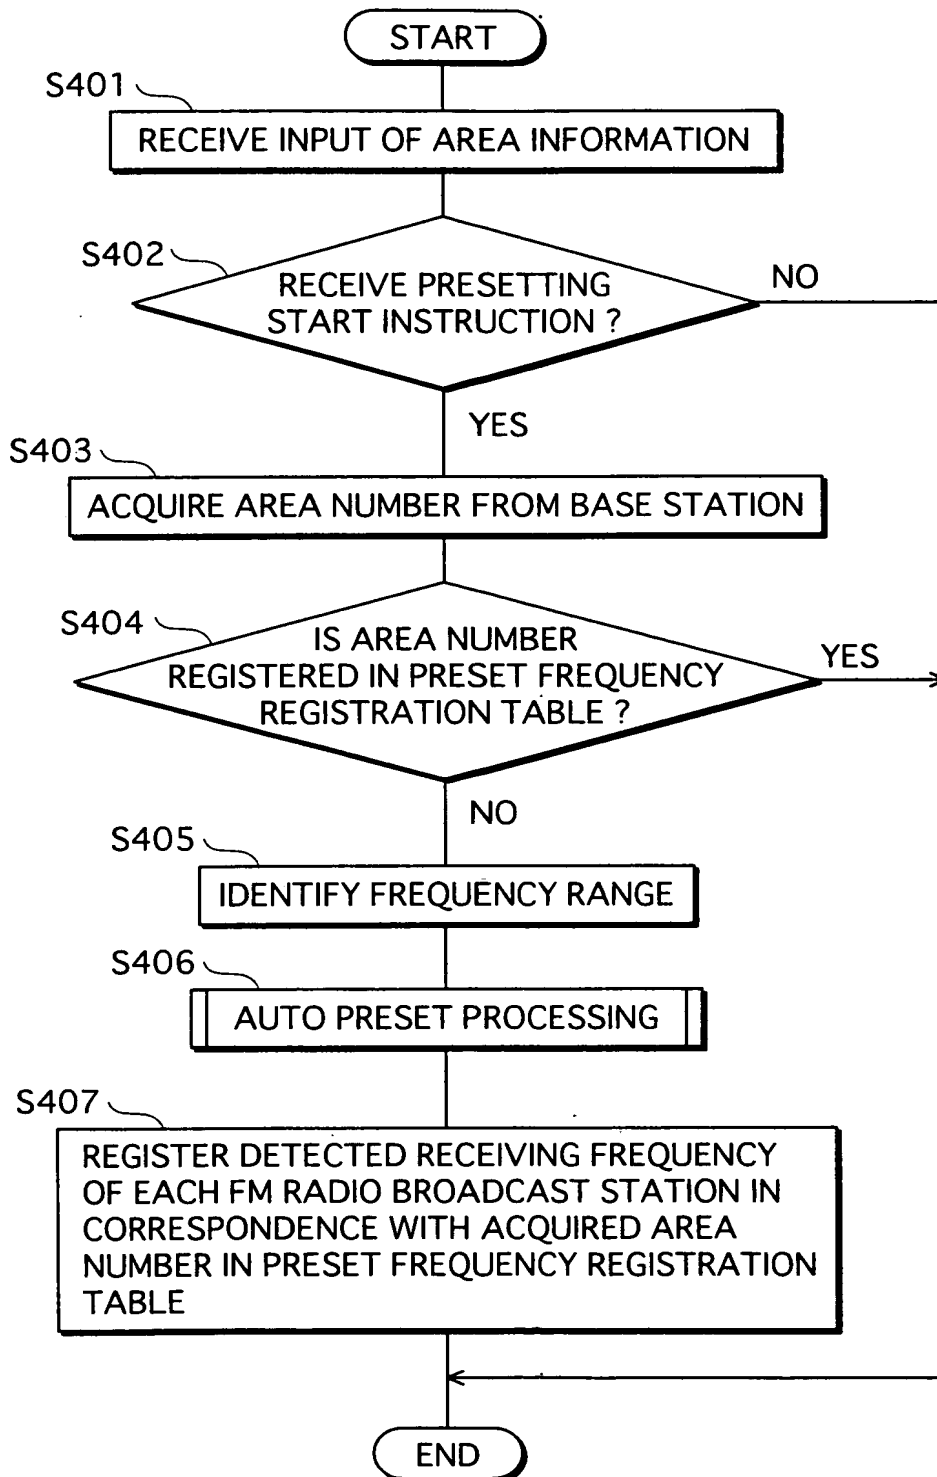 START
S401
RECEIVE INPUT OF AREA INFORMATION
S402
RECEIVE PRESETTING
START INSTRUCTION ?
NO
YES
S403
ACQUIRE AREA NUMBER FROM BASE STATION
S404
IS AREA NUMBER
REGISTERED IN PRESET FREQUENCY
REGISTRATION TABLE ?
YES
NO
S405
IDENTIFY FREQUENCY RANGE
S406
AUTO PRESET PROCESSING
S407
REGISTER DETECTED RECEIVING FREQUENCY
OF EACH FM RADIO BROADCAST STATION IN
CORRESPONDENCE WITH ACQUIRED AREA
NUMBER IN PRESET FREQUENCY REGISTRATION
TABLE
END